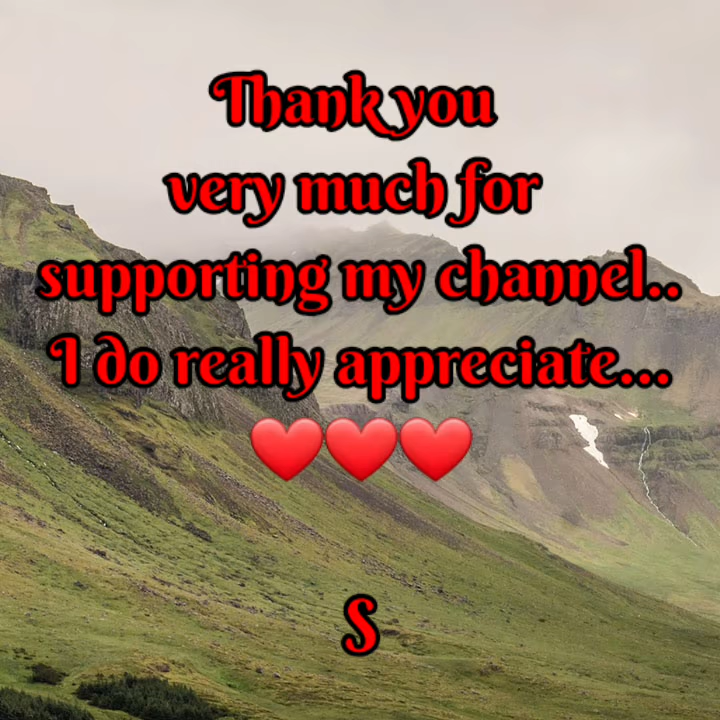 Thank you
very much for
supporting my channel..
I do really appreciate...
❤❤❤
S